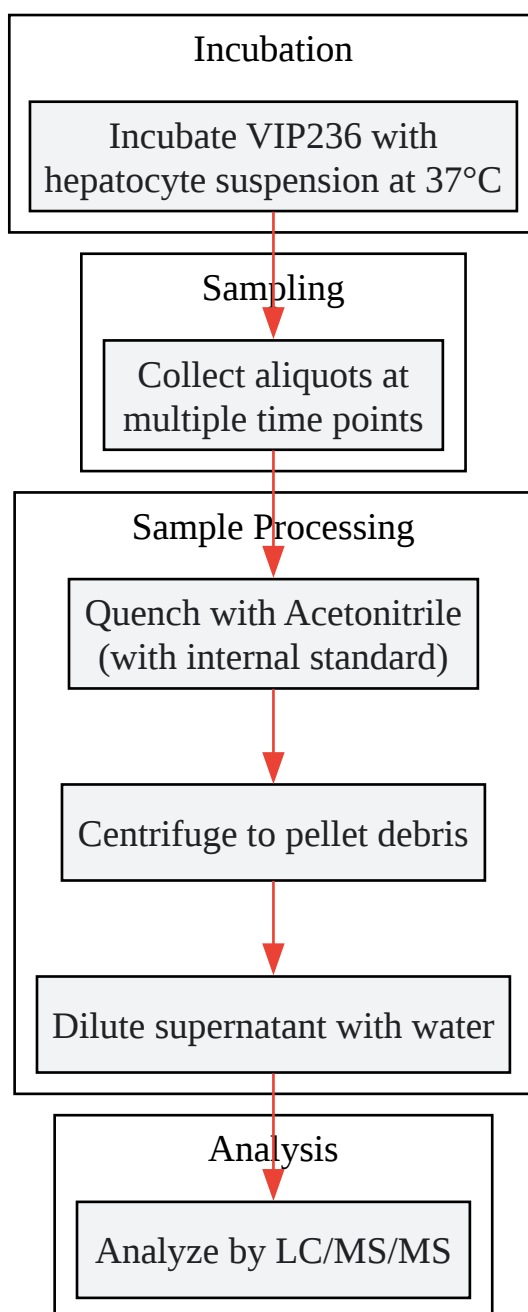 Incubation
Incubate VIP236 with
hepatocyte suspension at 37°C
Sampling
Collect aliquots at
multiple time points
Sample Processing
Quench with Acetonitrile
(with internal standard)
Centrifuge to pellet debris
Dilute supernatant with water
Analysis
Analyze by LC/MS/MS